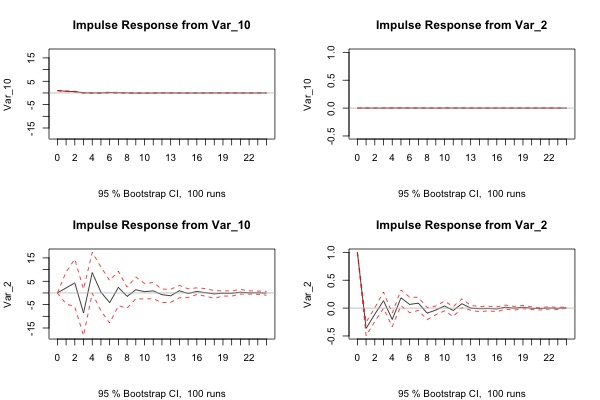 Impulse Response from Var_10
Var_10
15
5
-5
-15
0 2 4 6 8 10 13 16 19 22
95 % Bootstrap CI, 100 runs
Impulse Response from Var_2
Var_10
1.0
0.5
0.0
-0.5
0 2 4 6 8 10 13 16 19 22
95 % Bootstrap CI, 100 runs
Impulse Response from Var_10
Var_2
15
5
-5
-15
0 2 4 6 8 10 13 16 19 22
95 % Bootstrap CI, 100 runs
Impulse Response from Var_2
Var_2
1.0
0.5
0.0
-0.5
0 2 4 6 8 10 13 16 19 22
95 % Bootstrap CI, 100 runs